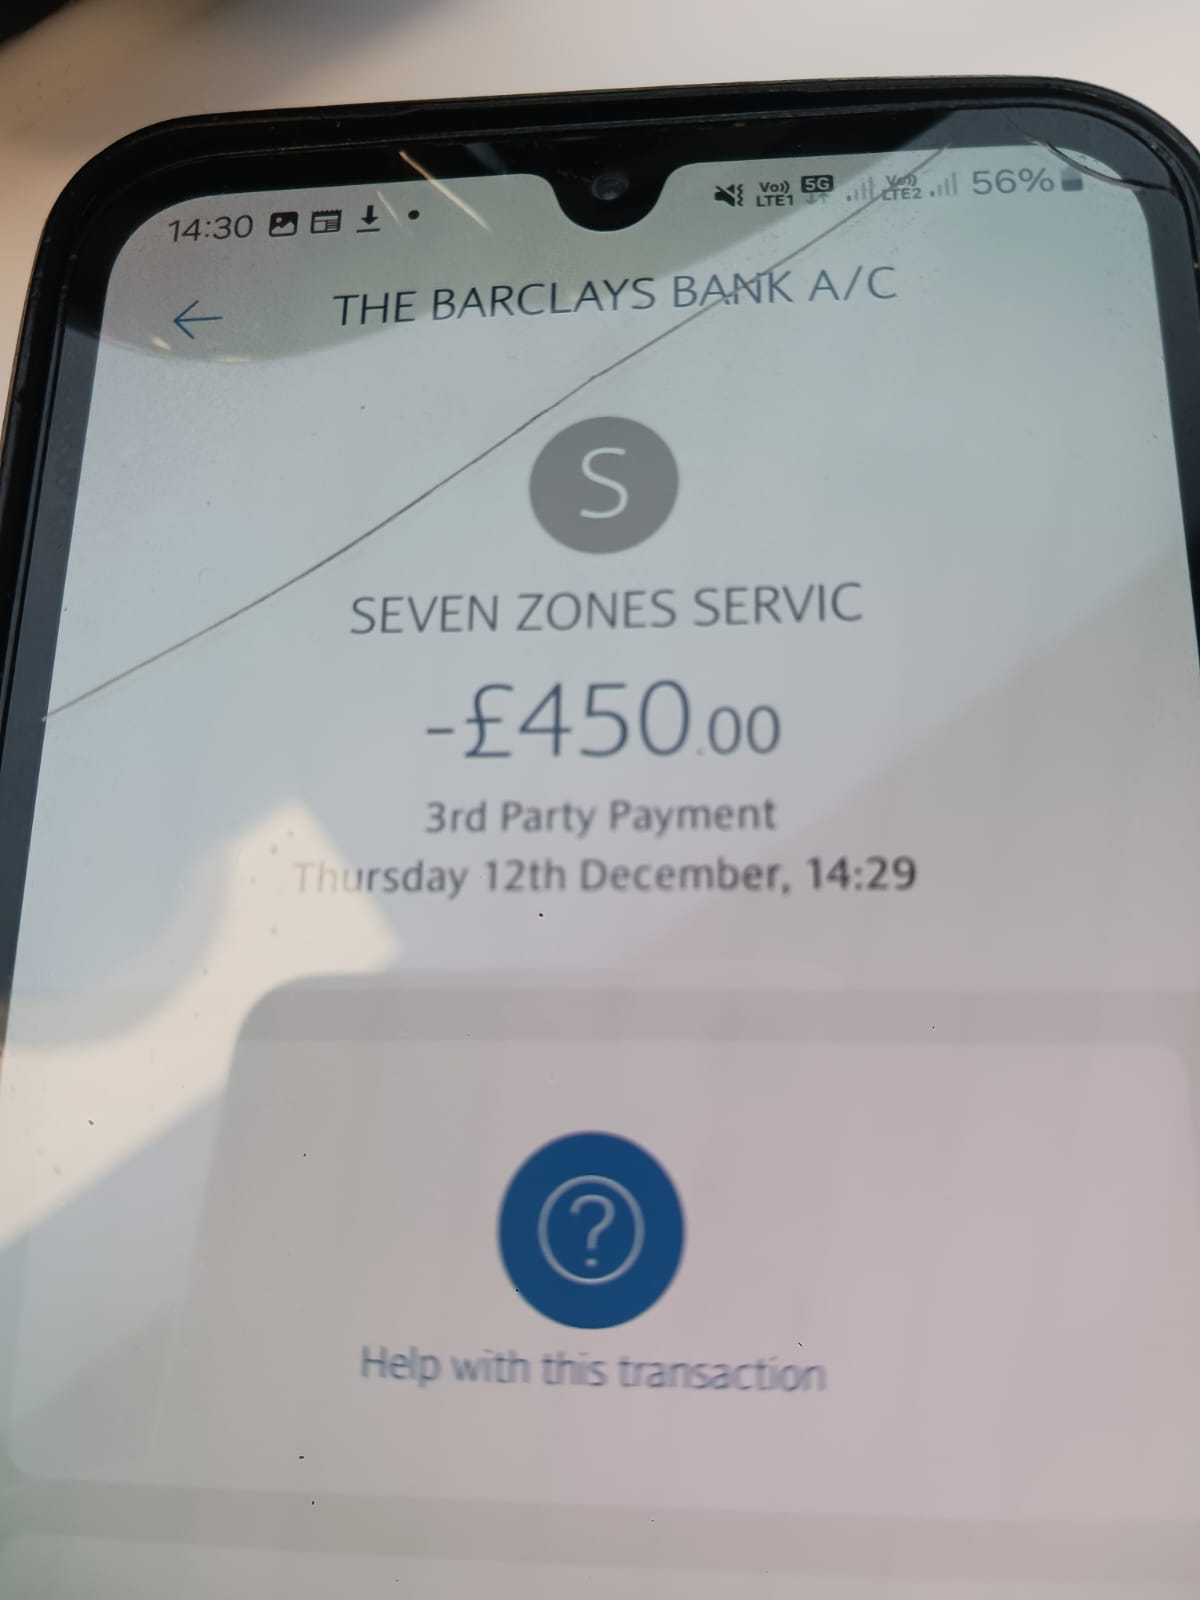 14:30 Vo)) LTE1 5G Vo)) LTE2 56%
THE BARCLAYS BANK A/C
S
SEVEN ZONES SERVIC
-£450.00
3rd Party Payment
Thursday 12th December, 14:29
?
Help with this transaction